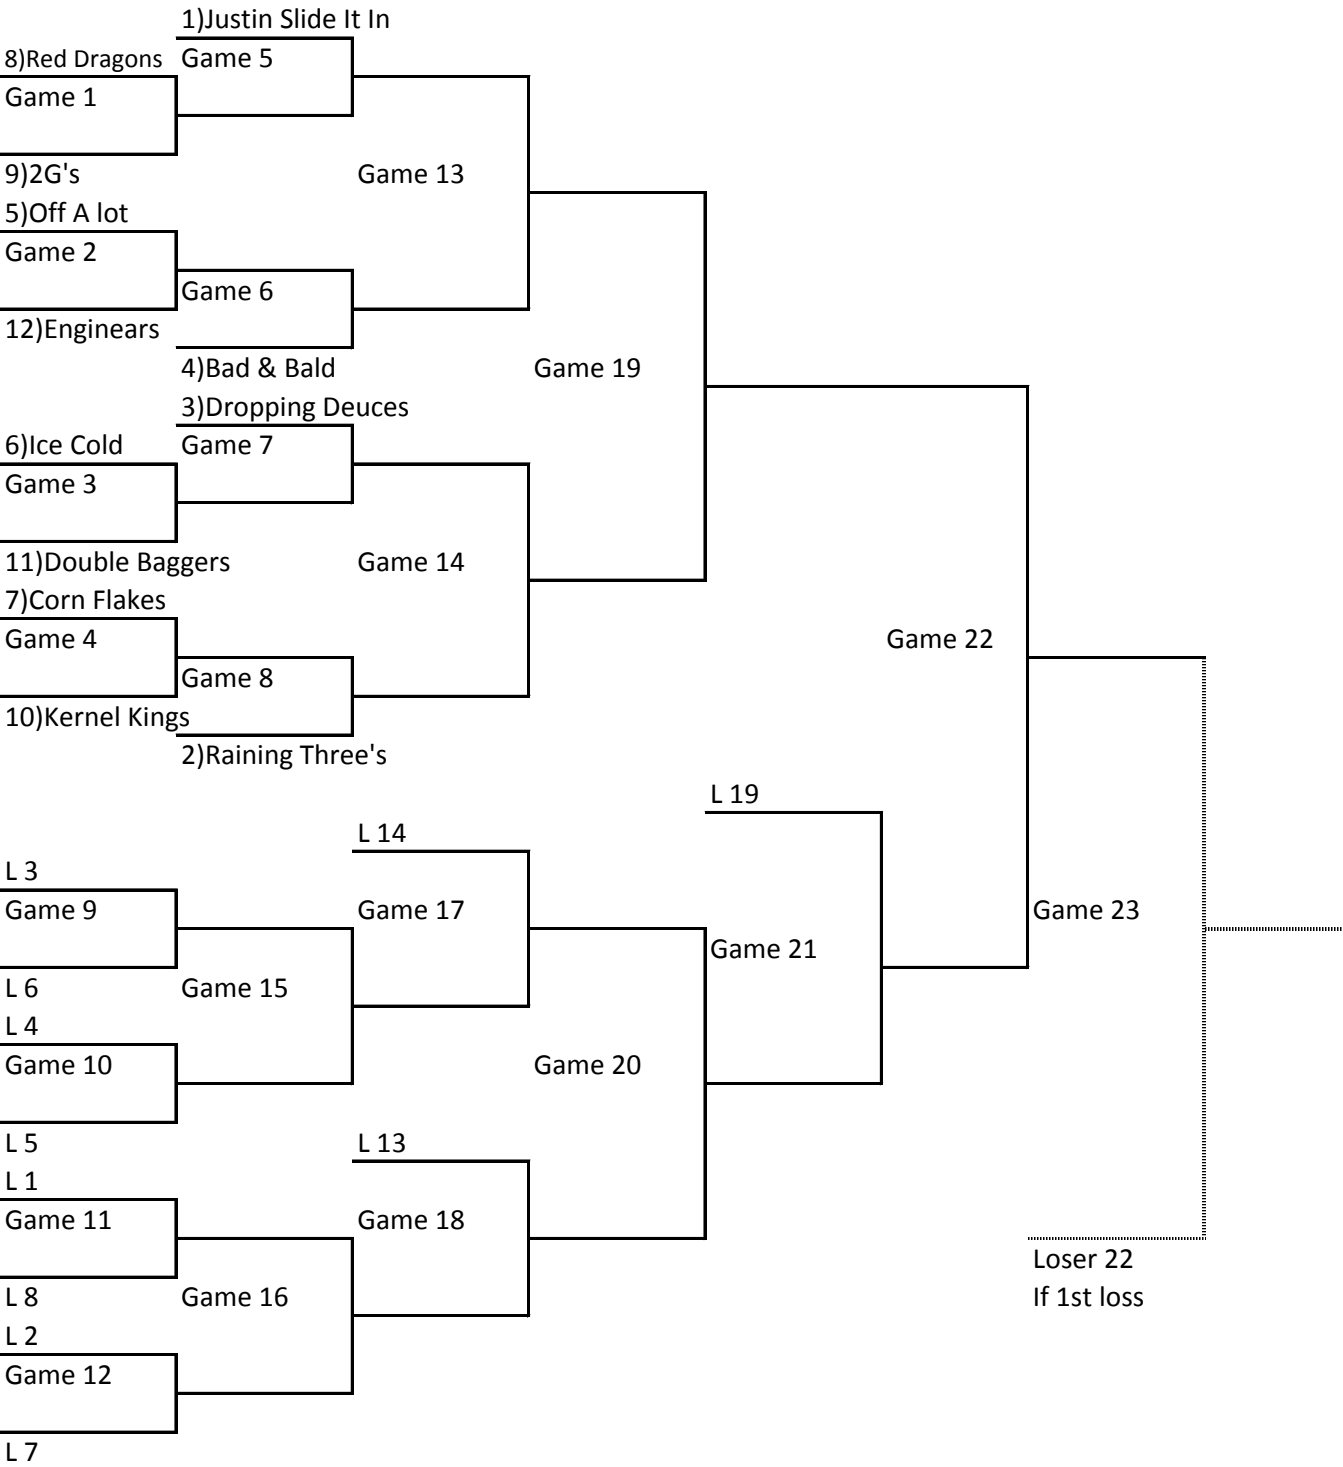 1)Justin Slide It In
8)Red Dragons
Game 5
Game 1
9)2G's
Game 13
5)Off A lot
Game 2
Game 6
12)Enginears
4)Bad & Bald
Game 19
3)Dropping Deuces
6)Ice Cold
Game 7
Game 3
11)Double Baggers
Game 14
7)Corn Flakes
Game 4
Game 22
Game 8
10)Kernel Kings
2)Raining Three's
L 19
L 14
L 3
Game 9
Game 17
Game 23
Game 21
L 6
Game 15
L 4
Game 10
Game 20
L 5
L 13
L 1
Game 11
Game 18
Loser 22
L 8
Game 16
If 1st loss
L 2
Game 12
L 7